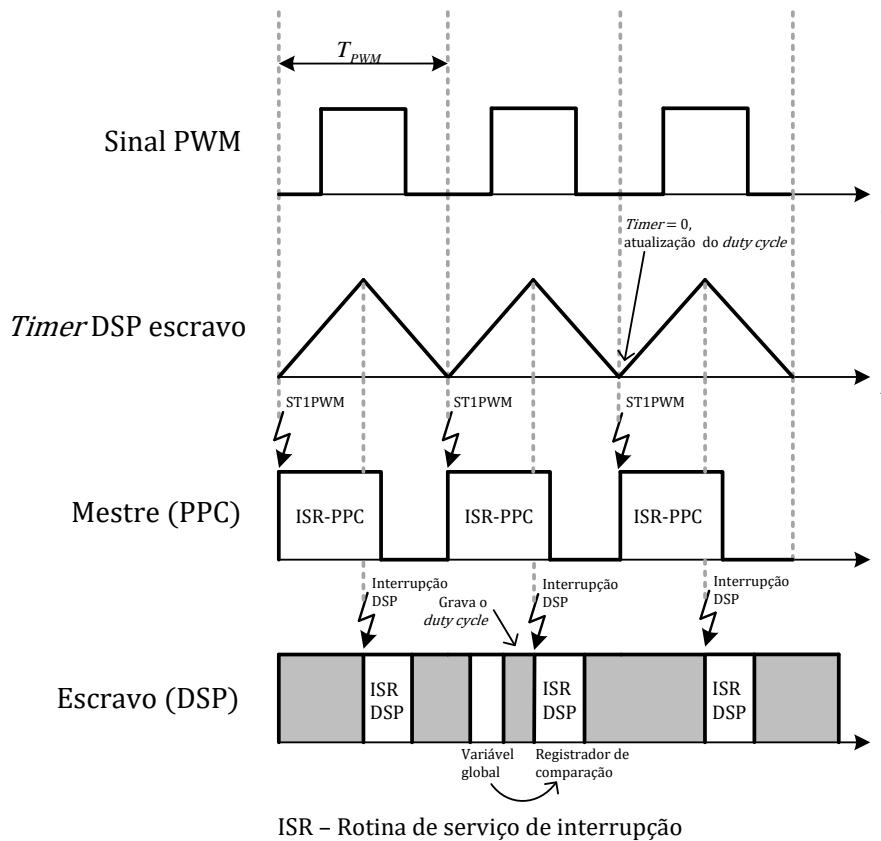 T_PWM
Sinal PWM
Timer = 0,
atualização do duty cycle
Timer DSP escravo
ST1PWM
ST1PWM
ST1PWM
Mestre (PPC)
ISR-PPC
ISR-PPC
ISR-PPC
Interrupção
DSP
Grava o
duty cycle
Interrupção
DSP
Interrupção
DSP
Escravo (DSP)
ISR
DSP
ISR
DSP
ISR
DSP
Variável
global
Registrador de
comparação
ISR – Rotina de serviço de interrupção